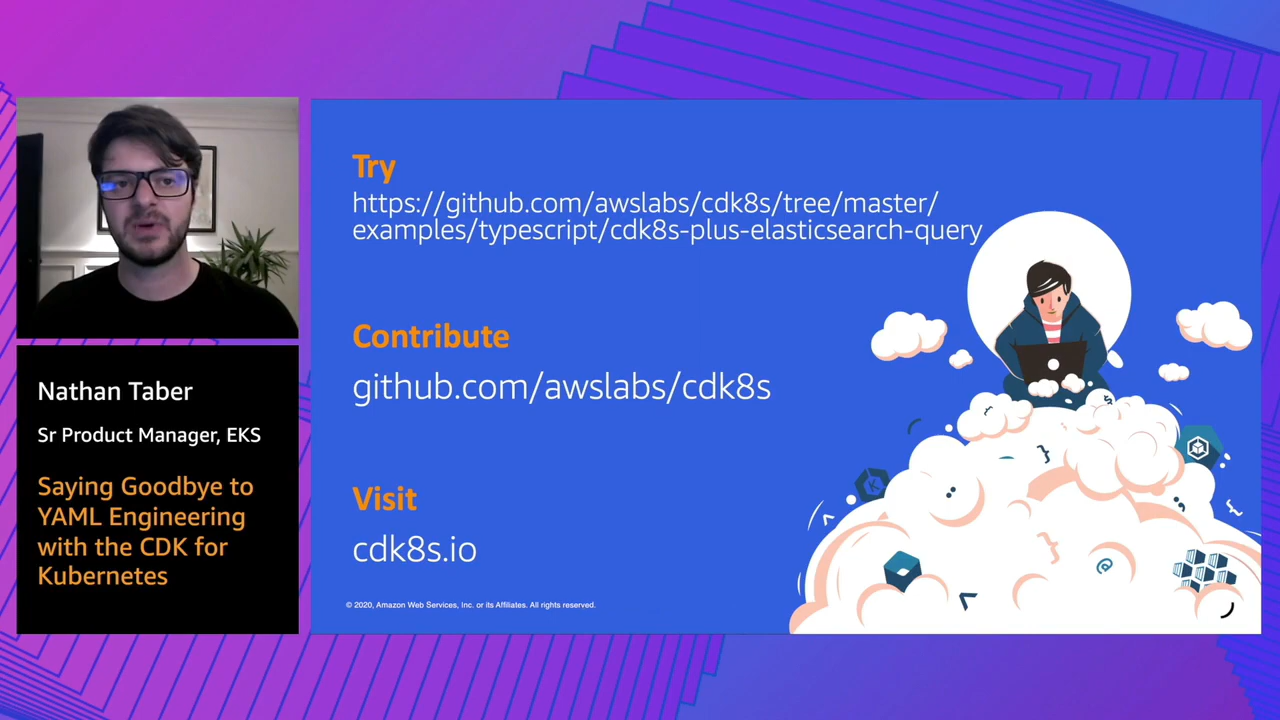 Try
https://github.com/awslabs/cdk8s/tree/master/
examples/typescript/cdk8s-plus-elasticsearch-query
Contribute
github.com/awslabs/cdk8s
Visit
cdk8s.io
© 2020, Amazon Web Services, Inc. or its Affiliates. All rights reserved.
Nathan Taber
Sr Product Manager, EKS
Saying Goodbye to
YAML Engineering
with the CDK for
Kubernetes